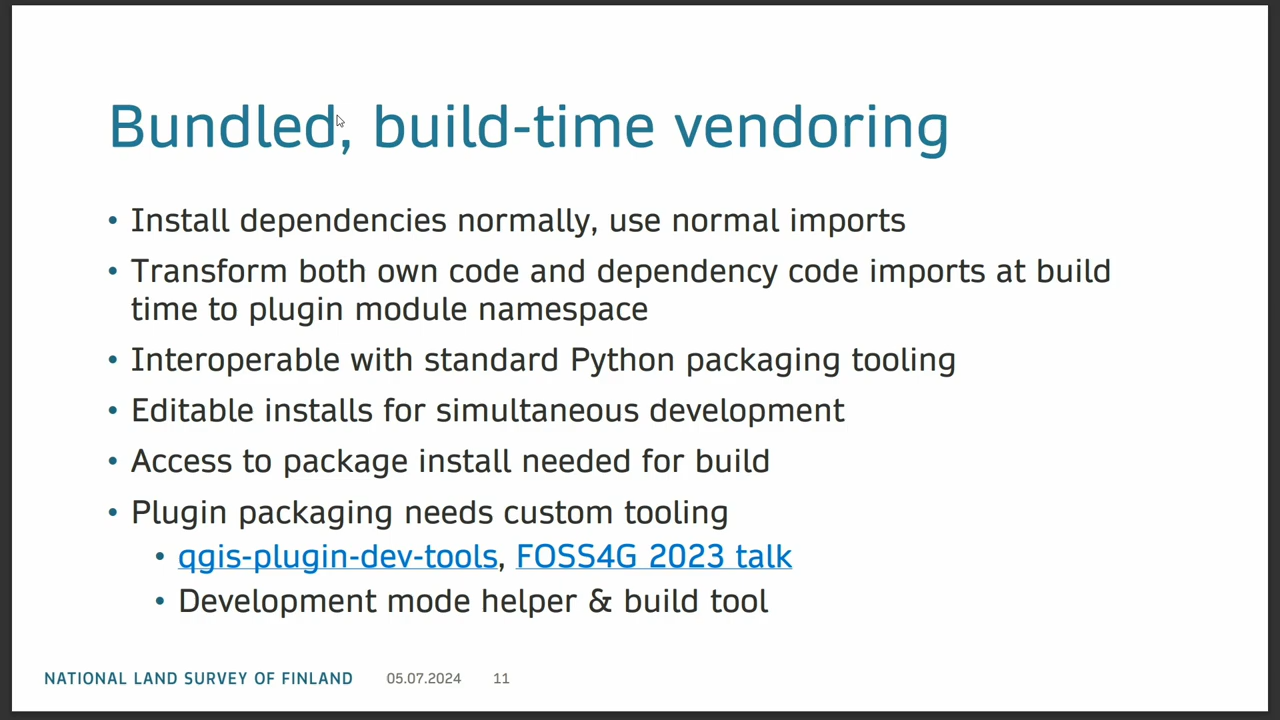 Bundled, build-time vendoring
• Install dependencies normally, use normal imports
• Transform both own code and dependency code imports at build
time to plugin module namespace
• Interoperable with standard Python packaging tooling
• Editable installs for simultaneous development
• Access to package install needed for build
• Plugin packaging needs custom tooling
• qgis-plugin-dev-tools, FOSS4G 2023 talk
• Development mode helper & build tool
NATIONAL LAND SURVEY OF FINLAND 05.07.2024 11